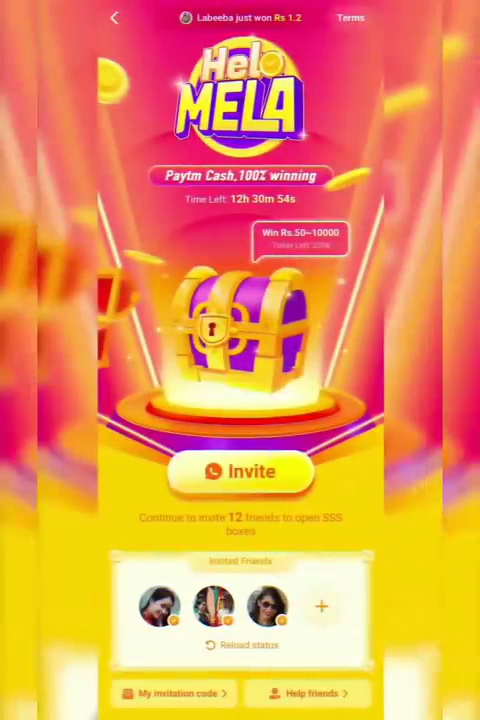 Labeeba just won Rs 1.2
Terms
Helo
MELA
Paytm Cash,100% winning
Time Left: 12h 30m 54s
Win Rs.50~10000
Invite
Continue to invite 12 friends to open SSS
boxes
Invited Friends
Reload status
My invitation code
Help friends